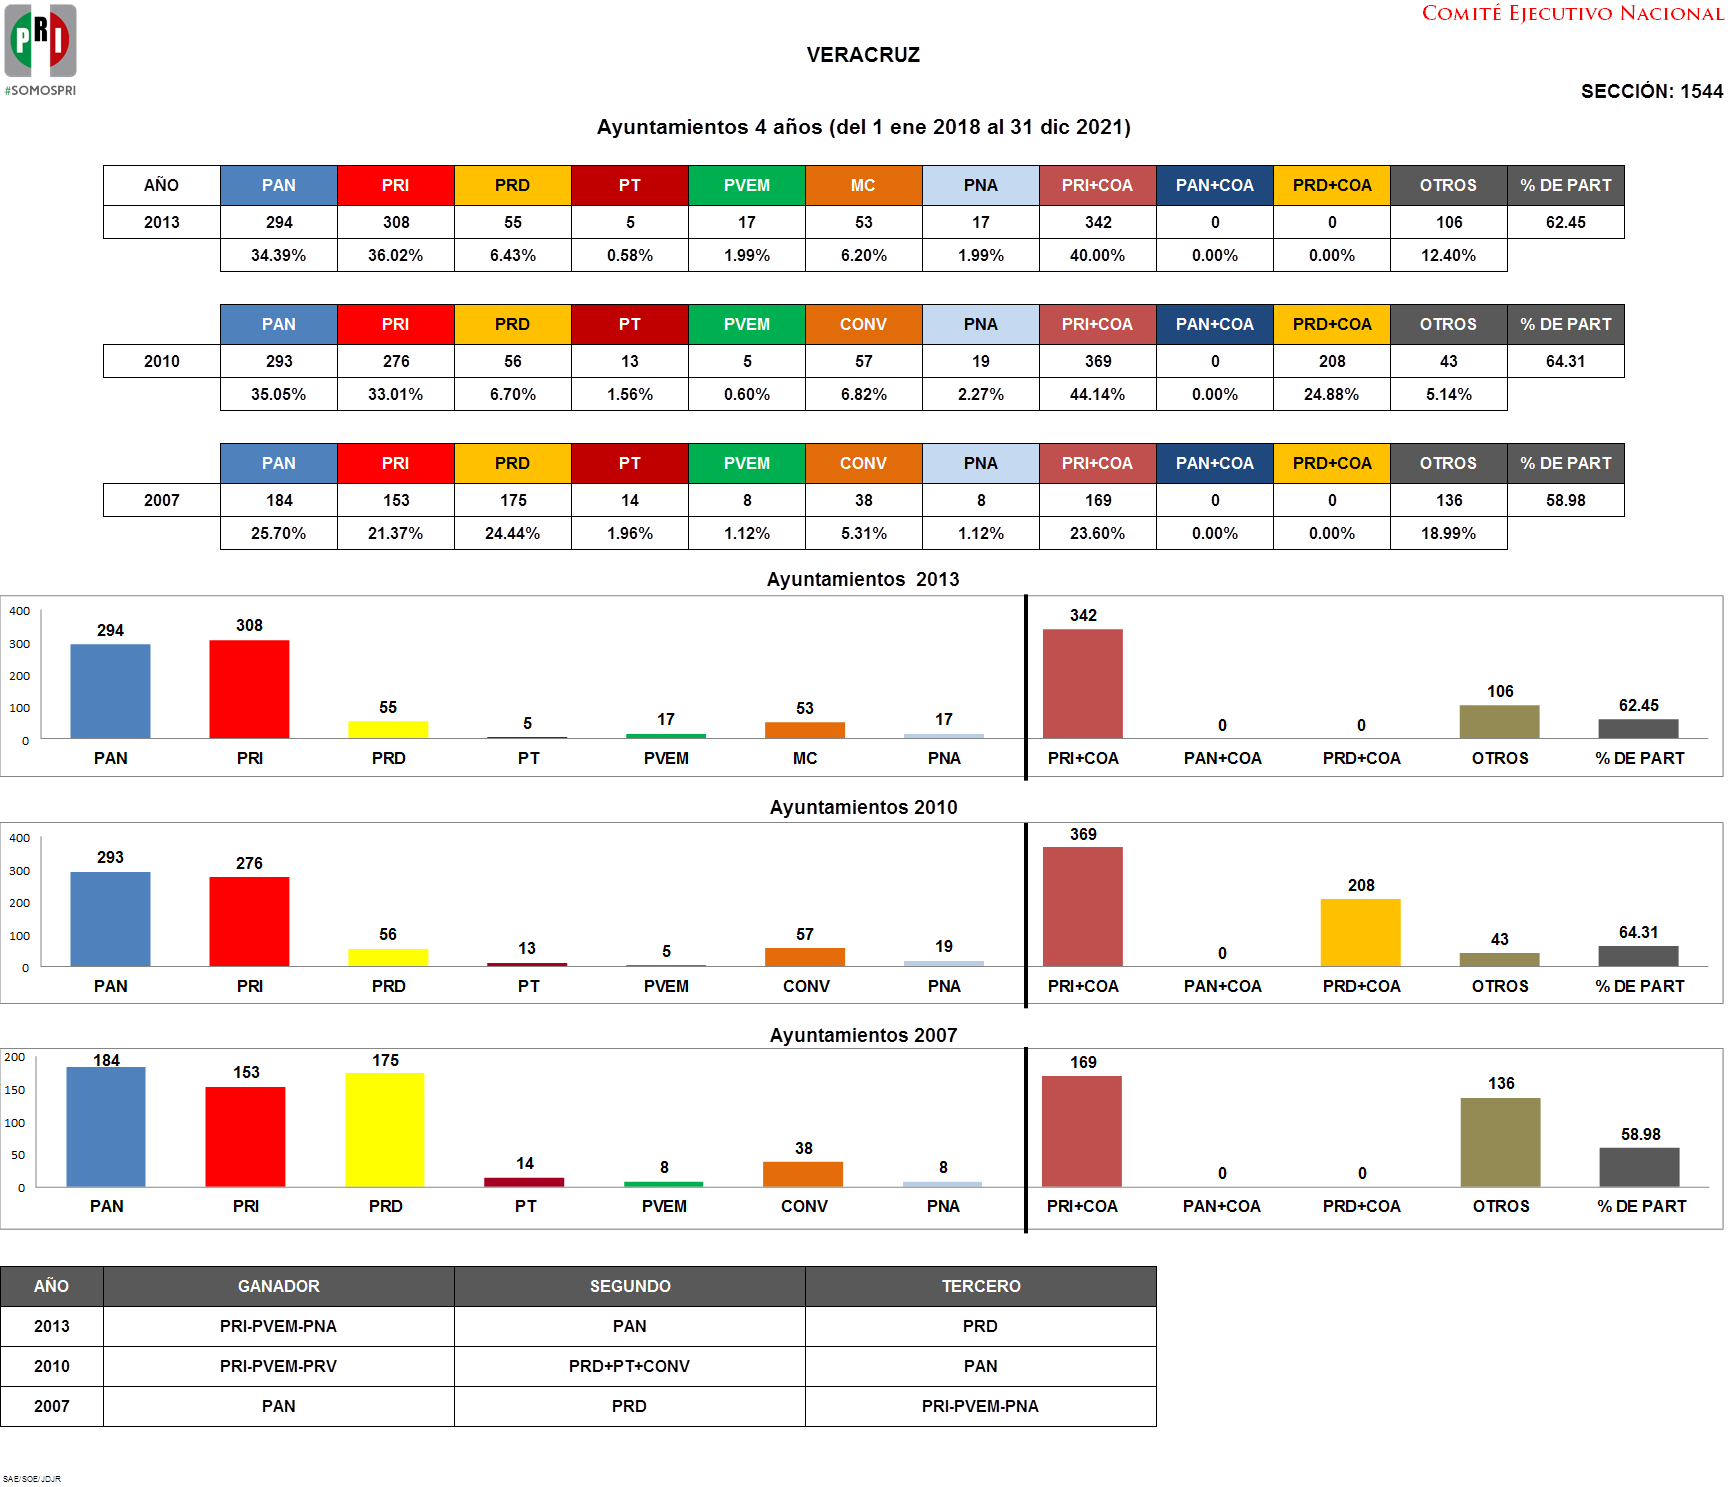 PRI
#SOMOSPRI
COMITÉ EJECUTIVO NACIONAL
VERACRUZ
SECCIÓN: 1544
Ayuntamientos 4 años (del 1 ene 2018 al 31 dic 2021)
AÑO PAN PRI PRD PT PVEM MC PNA PRI+COA PAN+COA PRD+COA OTROS % DE PART
2013 294 308 55 5 17 53 17 342 0 0 106 62.45
34.39% 36.02% 6.43% 0.58% 1.99% 6.20% 1.99% 40.00% 0.00% 0.00% 12.40%
PAN PRI PRD PT PVEM CONV PNA PRI+COA PAN+COA PRD+COA OTROS % DE PART
2010 293 276 56 13 5 57 19 369 0 208 43 64.31
35.05% 33.01% 6.70% 1.56% 0.60% 6.82% 2.27% 44.14% 0.00% 24.88% 5.14%
PAN PRI PRD PT PVEM CONV PNA PRI+COA PAN+COA PRD+COA OTROS % DE PART
2007 184 153 175 14 8 38 8 169 0 0 136 58.98
25.70% 21.37% 24.44% 1.96% 1.12% 5.31% 1.12% 23.60% 0.00% 0.00% 18.99%
Ayuntamientos 2013
400
300
200
100
0
294 308 55 5 17 53 17 342 0 0 106 62.45
PAN PRI PRD PT PVEM MC PNA PRI+COA PAN+COA PRD+COA OTROS % DE PART
Ayuntamientos 2010
400
300
200
100
0
293 276 56 13 5 57 19 369 0 208 43 64.31
PAN PRI PRD PT PVEM CONV PNA PRI+COA PAN+COA PRD+COA OTROS % DE PART
Ayuntamientos 2007
200
150
100
50
0
184 153 175 14 8 38 8 169 0 0 136 58.98
PAN PRI PRD PT PVEM CONV PNA PRI+COA PAN+COA PRD+COA OTROS % DE PART
AÑO GANADOR SEGUNDO TERCERO
2013 PRI-PVEM-PNA PAN PRD
2010 PRI-PVEM-PRV PRD+PT+CONV PAN
2007 PAN PRD PRI-PVEM-PNA
SAE/SOE/JDJR